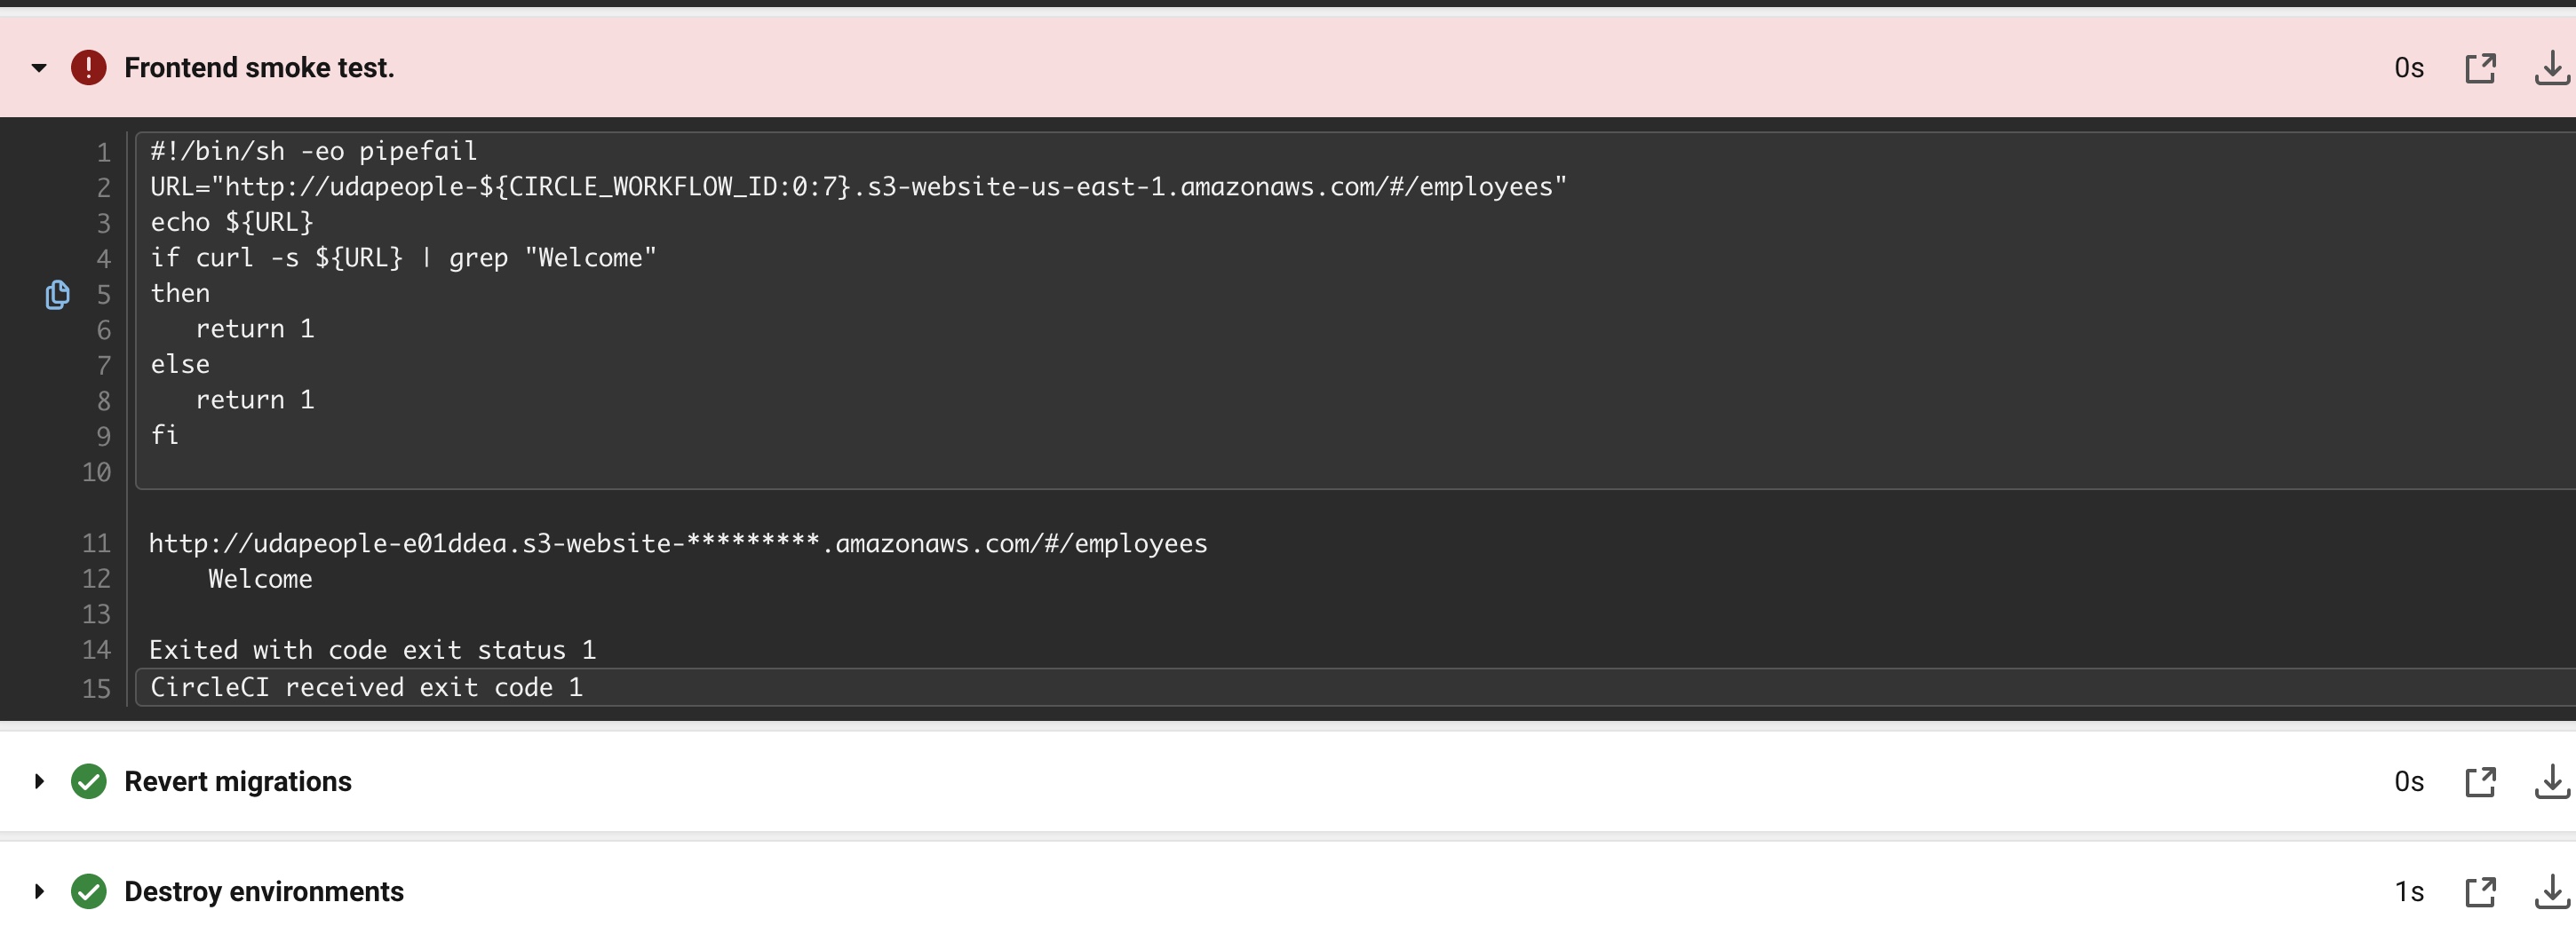 Frontend smoke test. 0s
1 #!/bin/sh -eo pipefail
2 URL="http://udapeople-${CIRCLE_WORKFLOW_ID:0:7}.s3-website-us-east-1.amazonaws.com/#/employees"
3 echo ${URL}
4 if curl -s ${URL} | grep "Welcome"
5 then
6 return 1
7 else
8 return 1
9 fi
10
11 http://udapeople-e01ddea.s3-website-*********.amazonaws.com/#/employees
12 Welcome
13
14 Exited with code exit status 1
15 CircleCI received exit code 1
Revert migrations 0s
Destroy environments 1s